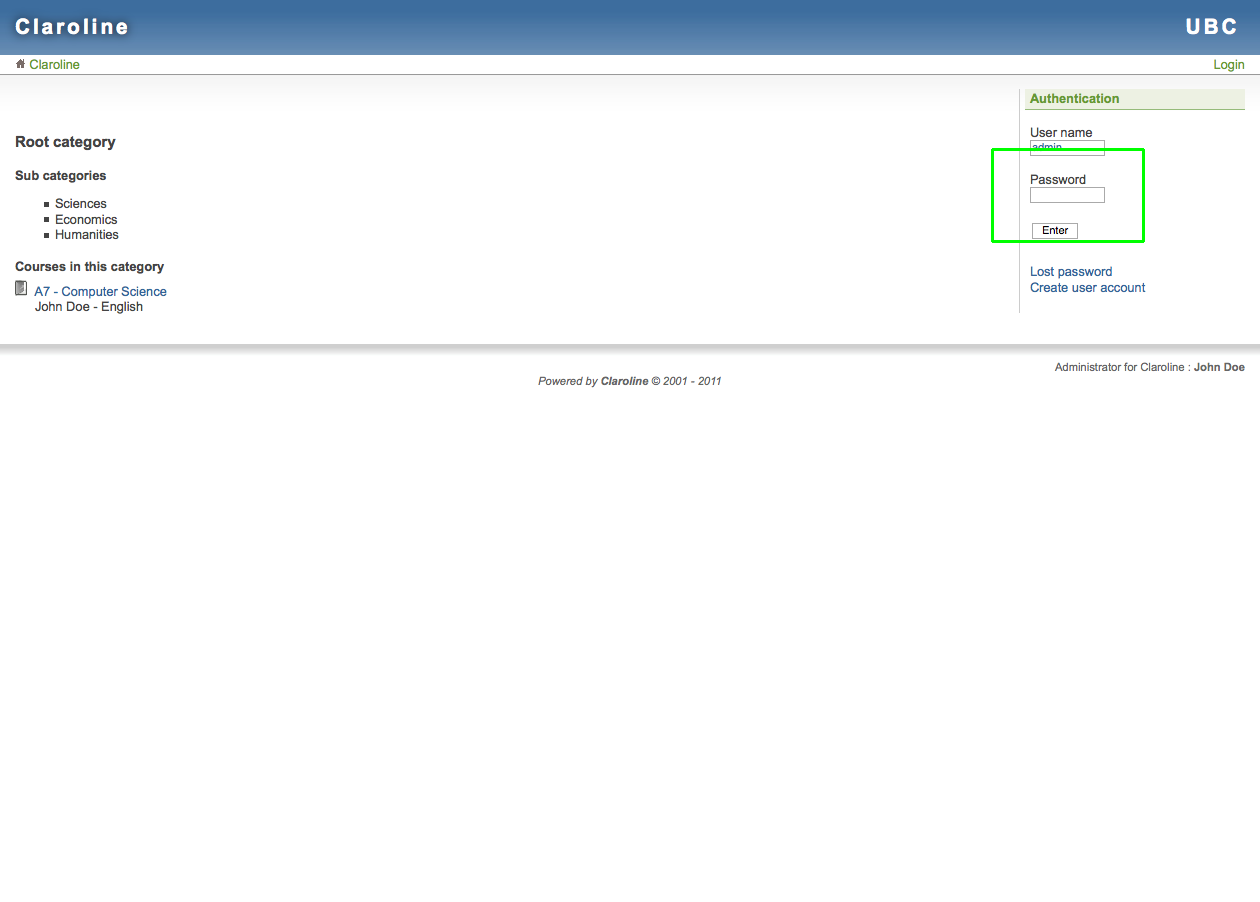 Claroline
UBC
Claroline
Login
Authentication
User name
admin
Password
Enter
Lost password
Create user account
Root category
Sub categories
Sciences
Economics
Humanities
Courses in this category
A7 - Computer Science
John Doe - English
Administrator for Claroline : John Doe
Powered by Claroline © 2001 - 2011